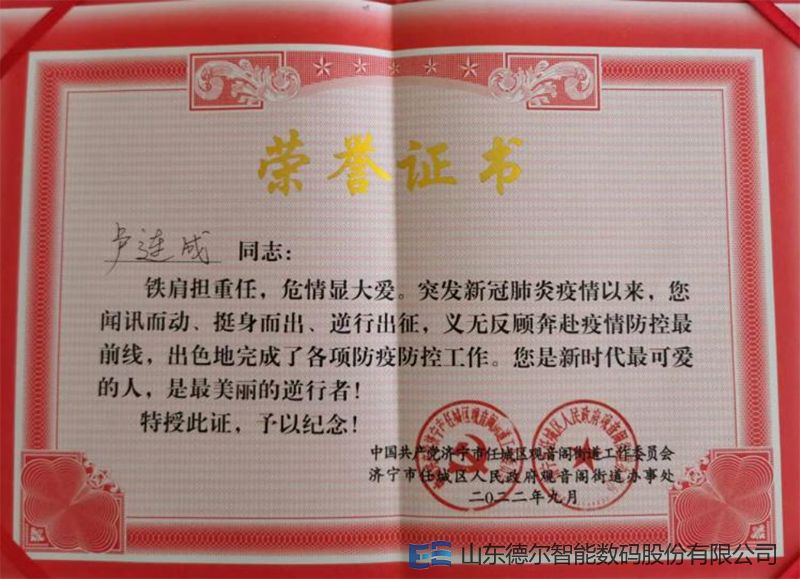 荣誉证书
卢连成 同志：
铁肩担重任，危情显大爱。突发新冠肺炎疫情以来，您
闻讯而动、挺身而出、逆行出征，义无反顾奔赴疫情防控最
前线，出色地完成了各项防疫防控工作。您是新时代最可爱
的人，是最美丽的逆行者！
特授此证，予以纪念！
中国共产党济宁市任城区观音阁街道工作委员会
济宁市任城区人民政府观音阁街道办事处
二〇二二年九月
山东德尔智能数码股份有限公司